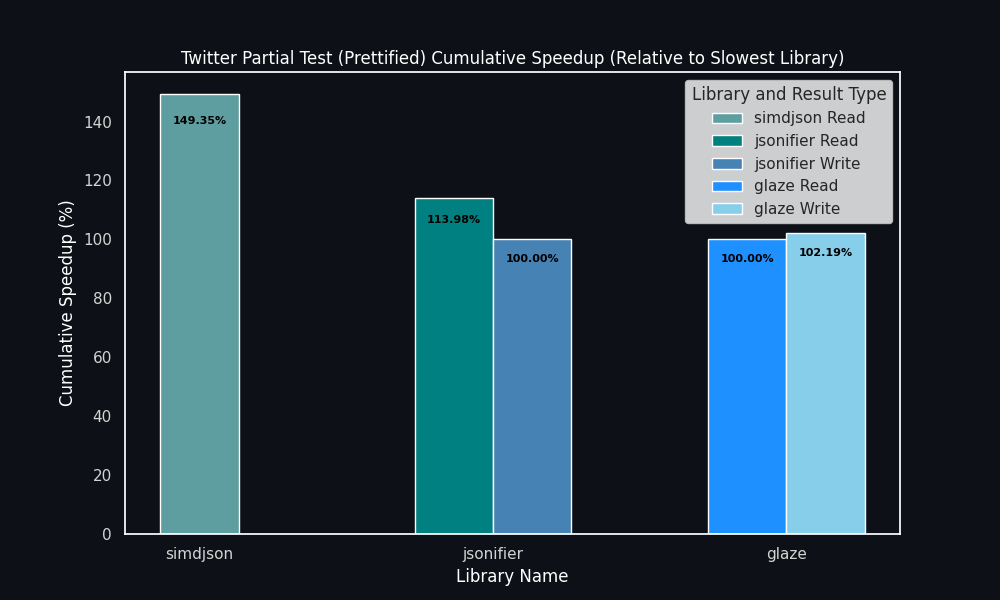 Twitter Partial Test (Prettified) Cumulative Speedup (Relative to Slowest Library)
Library and Result Type
simdjson Read
jsonifier Read
jsonifier Write
glaze Read
glaze Write
Cumulative Speedup (%)
140
120
100
80
60
40
20
0
149.35%
113.98%
100.00%
100.00%
102.19%
simdjson
jsonifier
glaze
Library Name